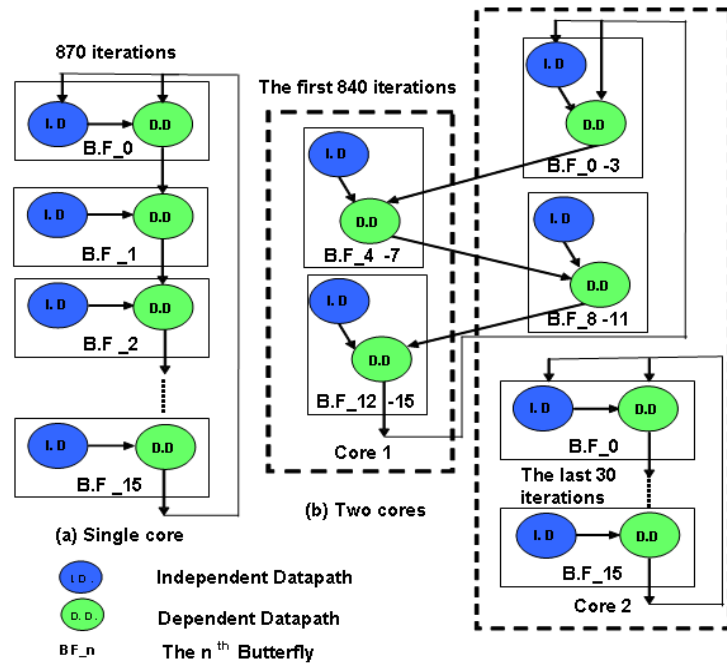 870 iterations
I. D
D.D
B.F_0
I. D
D.D
B.F _1
I. D
D.D
B.F _2
I. D
D.D
B.F _15
(a) Single core
The first 840 iterations
I. D
D.D
B.F_4 -7
I. D
D.D
B.F_12 -15
Core 1
(b) Two cores
I. D
D.D
B.F_0 -3
I. D
D.D
B.F_8 -11
I. D
D.D
B.F_0
The last 30
iterations
I. D
D.D
B.F_15
Core 2
I. D.
Independent Datapath
D. D.
Dependent Datapath
BF_n
The n th Butterfly